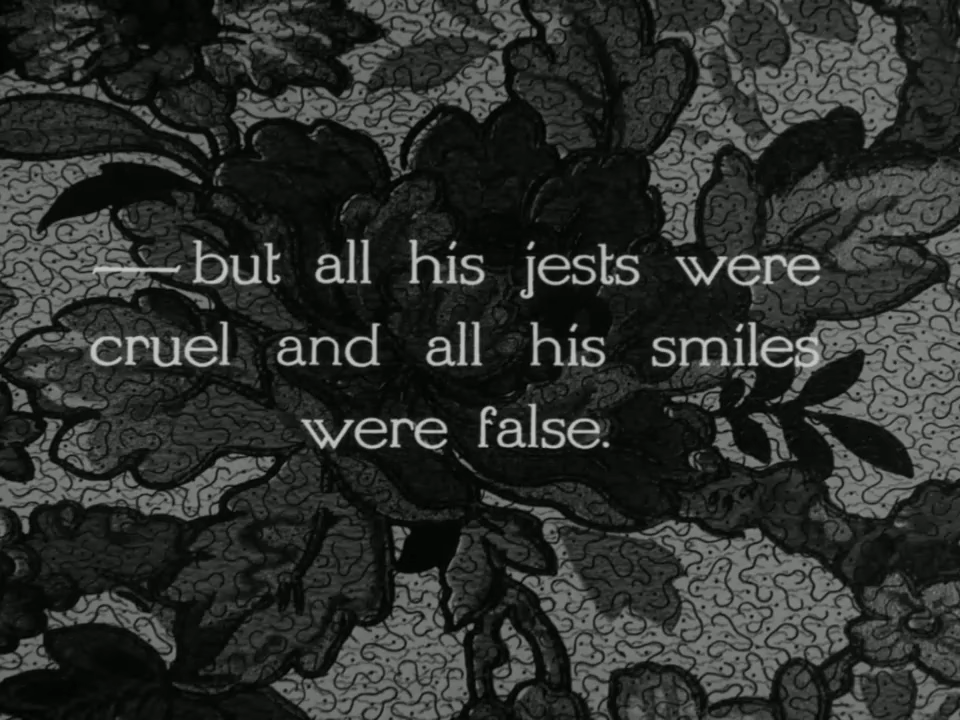 —but all his jests were
cruel and all his smiles
were false.